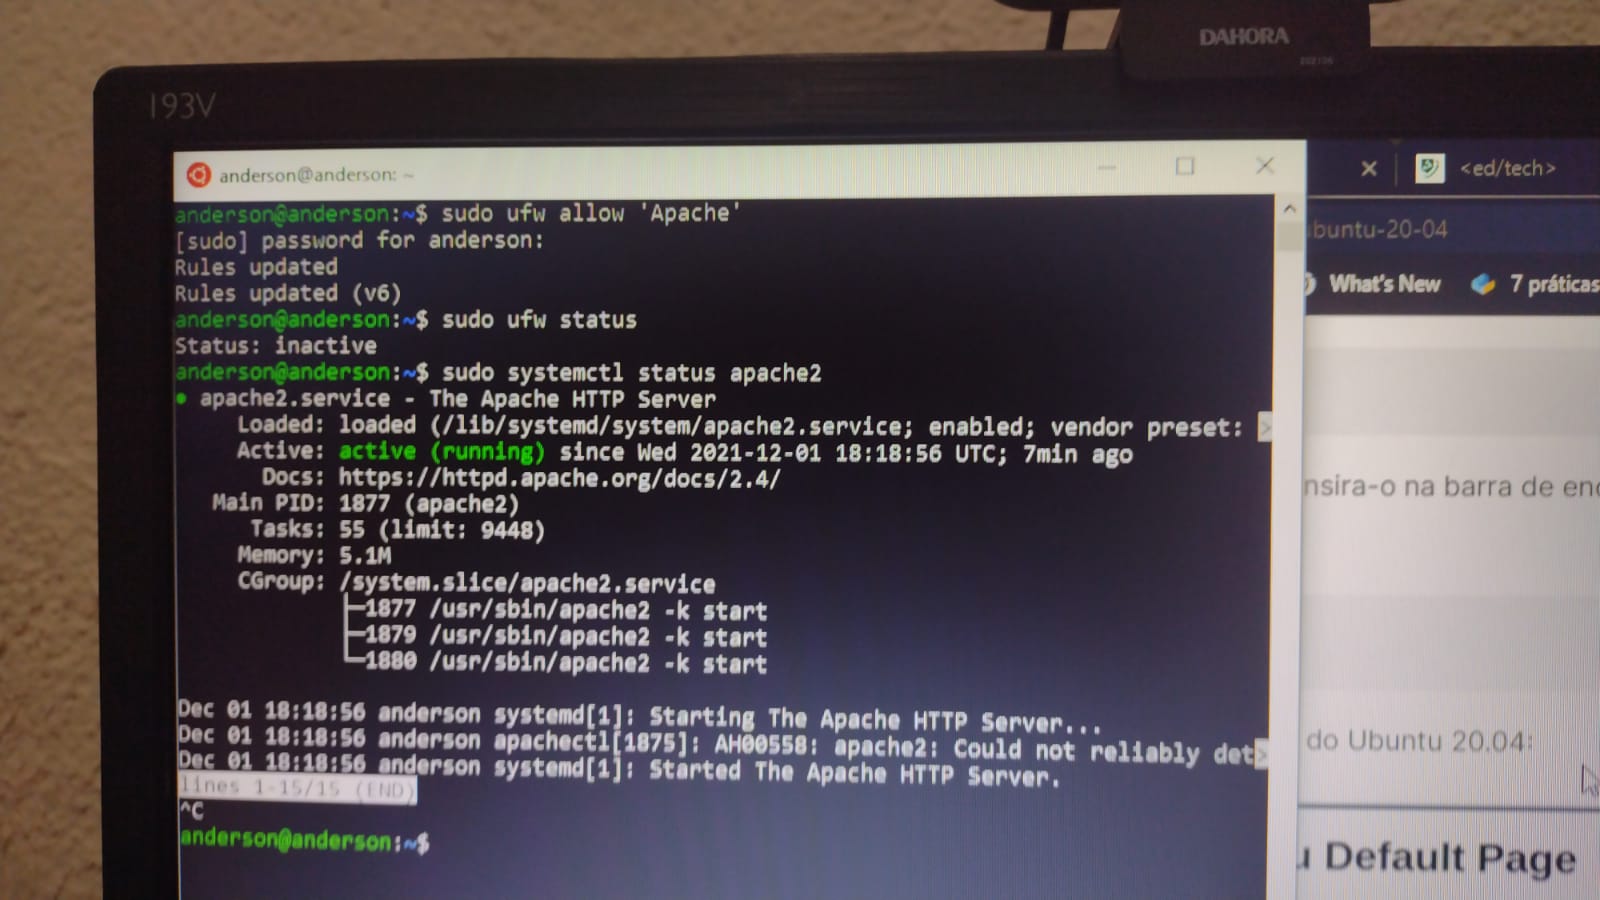 DAHORA
193V
anderson@anderson: ~
<ed/tech>
anderson@anderson:~$ sudo ufw allow 'Apache'
[sudo] password for anderson:
Rules updated
Rules updated (v6)
anderson@anderson:~$ sudo ufw status
Status: inactive
anderson@anderson:~$ sudo systemctl status apache2
● apache2.service - The Apache HTTP Server
Loaded: loaded (/lib/systemd/system/apache2.service; enabled; vendor preset: >
Active: active (running) since Wed 2021-12-01 18:18:56 UTC; 7min ago
Docs: https://httpd.apache.org/docs/2.4/
Main PID: 1877 (apache2)
Tasks: 55 (limit: 9448)
Memory: 5.1M
CGroup: /system.slice/apache2.service
├─1877 /usr/sbin/apache2 -k start
├─1879 /usr/sbin/apache2 -k start
└─1880 /usr/sbin/apache2 -k start
Dec 01 18:18:56 anderson systemd[1]: Starting The Apache HTTP Server...
Dec 01 18:18:56 anderson apachectl[1875]: AH00558: apache2: Could not reliably det>
Dec 01 18:18:56 anderson systemd[1]: Started The Apache HTTP Server.
lines 1-15/15 (END)
^C
anderson@anderson:~$
buntu-20-04
What's New
7 práticas
nsira-o na barra de en
do Ubuntu 20.04:
u Default Page